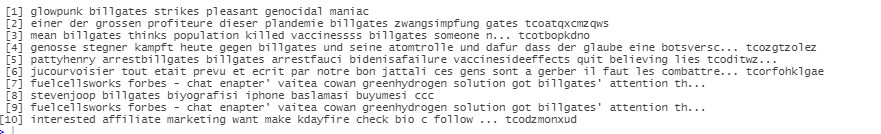 [1] glowpunk billgates strikes pleasant genocidal maniac
[2] einer der grossen profiteure dieser plandemie billgates zwangsimpfung gates tcoatqxcmzqws
[3] mean billgates thinks population killed vaccinessss billgates someone n... tcotbopkdno
[4] genosse stegner kampft heute gegen billgates und seine atomtrolle und dafur dass der glaube eine botsversc... tcozgtzolez
[5] pattyhenry arrestbillgates billgates arrestfauci bidenisafailure vaccinesideeffects quit believing lies tcoditwz...
[6] jucourvoisier tout etait prevu et ecrit par notre bon jattali ces gens sont a gerber il faut les combattre... tcorfohklgae
[7] fuelcellsworks forbes - chat enapter' vaitea cowan greenhydrogen solution got billgates' attention th...
[8] stevenjoop billgates biyografisi iphone baslamasi buyumesi ccc
[9] fuelcellsworks forbes - chat enapter' vaitea cowan greenhydrogen solution got billgates' attention th...
[10] interested affiliate marketing want make kdayfire check bio c follow ... tcodzmonxud
>